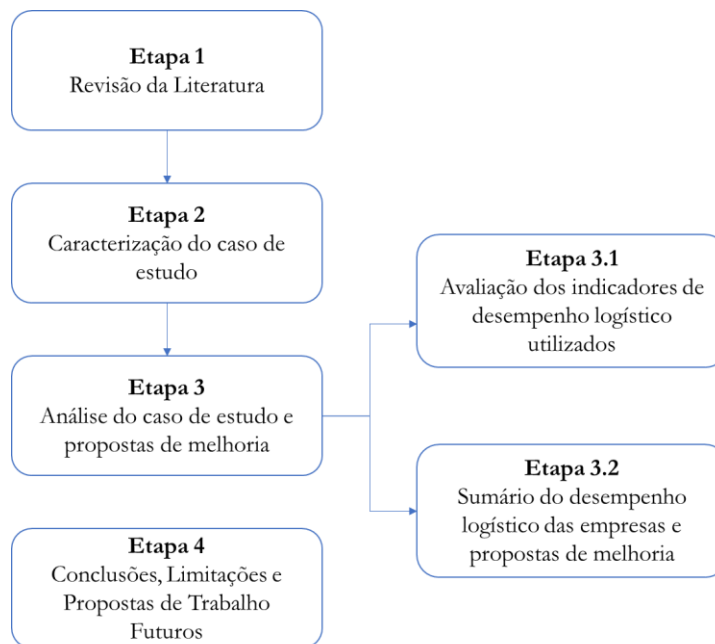 Etapa 1
Revisão da Literatura
Etapa 2
Caracterização do caso de
estudo
Etapa 3
Análise do caso de estudo e
propostas de melhoria
Etapa 3.1
Avaliação dos indicadores de
desempenho logístico
utilizados
Etapa 3.2
Sumário do desempenho
logístico das empresas e
propostas de melhoria
Etapa 4
Conclusões, Limitações e
Propostas de Trabalho
Futuros